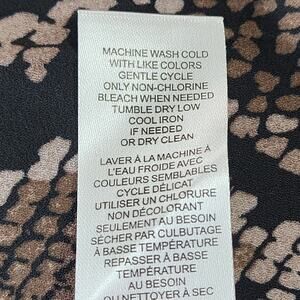 MACHINE WASH COLD
WITH LIKE COLORS
GENTLE CYCLE
ONLY NON-CHLORINE
BLEACH WHEN NEEDED
TUMBLE DRY LOW
COOL IRON
IF NEEDED
OR DRY CLEAN
LAVER À LA MACHINE À
L'EAU FROIDE AVEC
COULEURS SEMBLABLES
CYCLE DÉLICAT
UTILISER UN CHLORURE
NON DÉCOLORANT
SEULEMENT AU BESOIN
SÉCHER PAR CULBUTAGE
À BASSE TEMPÉRATURE
REPASSER À BASSE
TEMPÉRATURE
AU BESOIN
OU NETTOYER À SEC